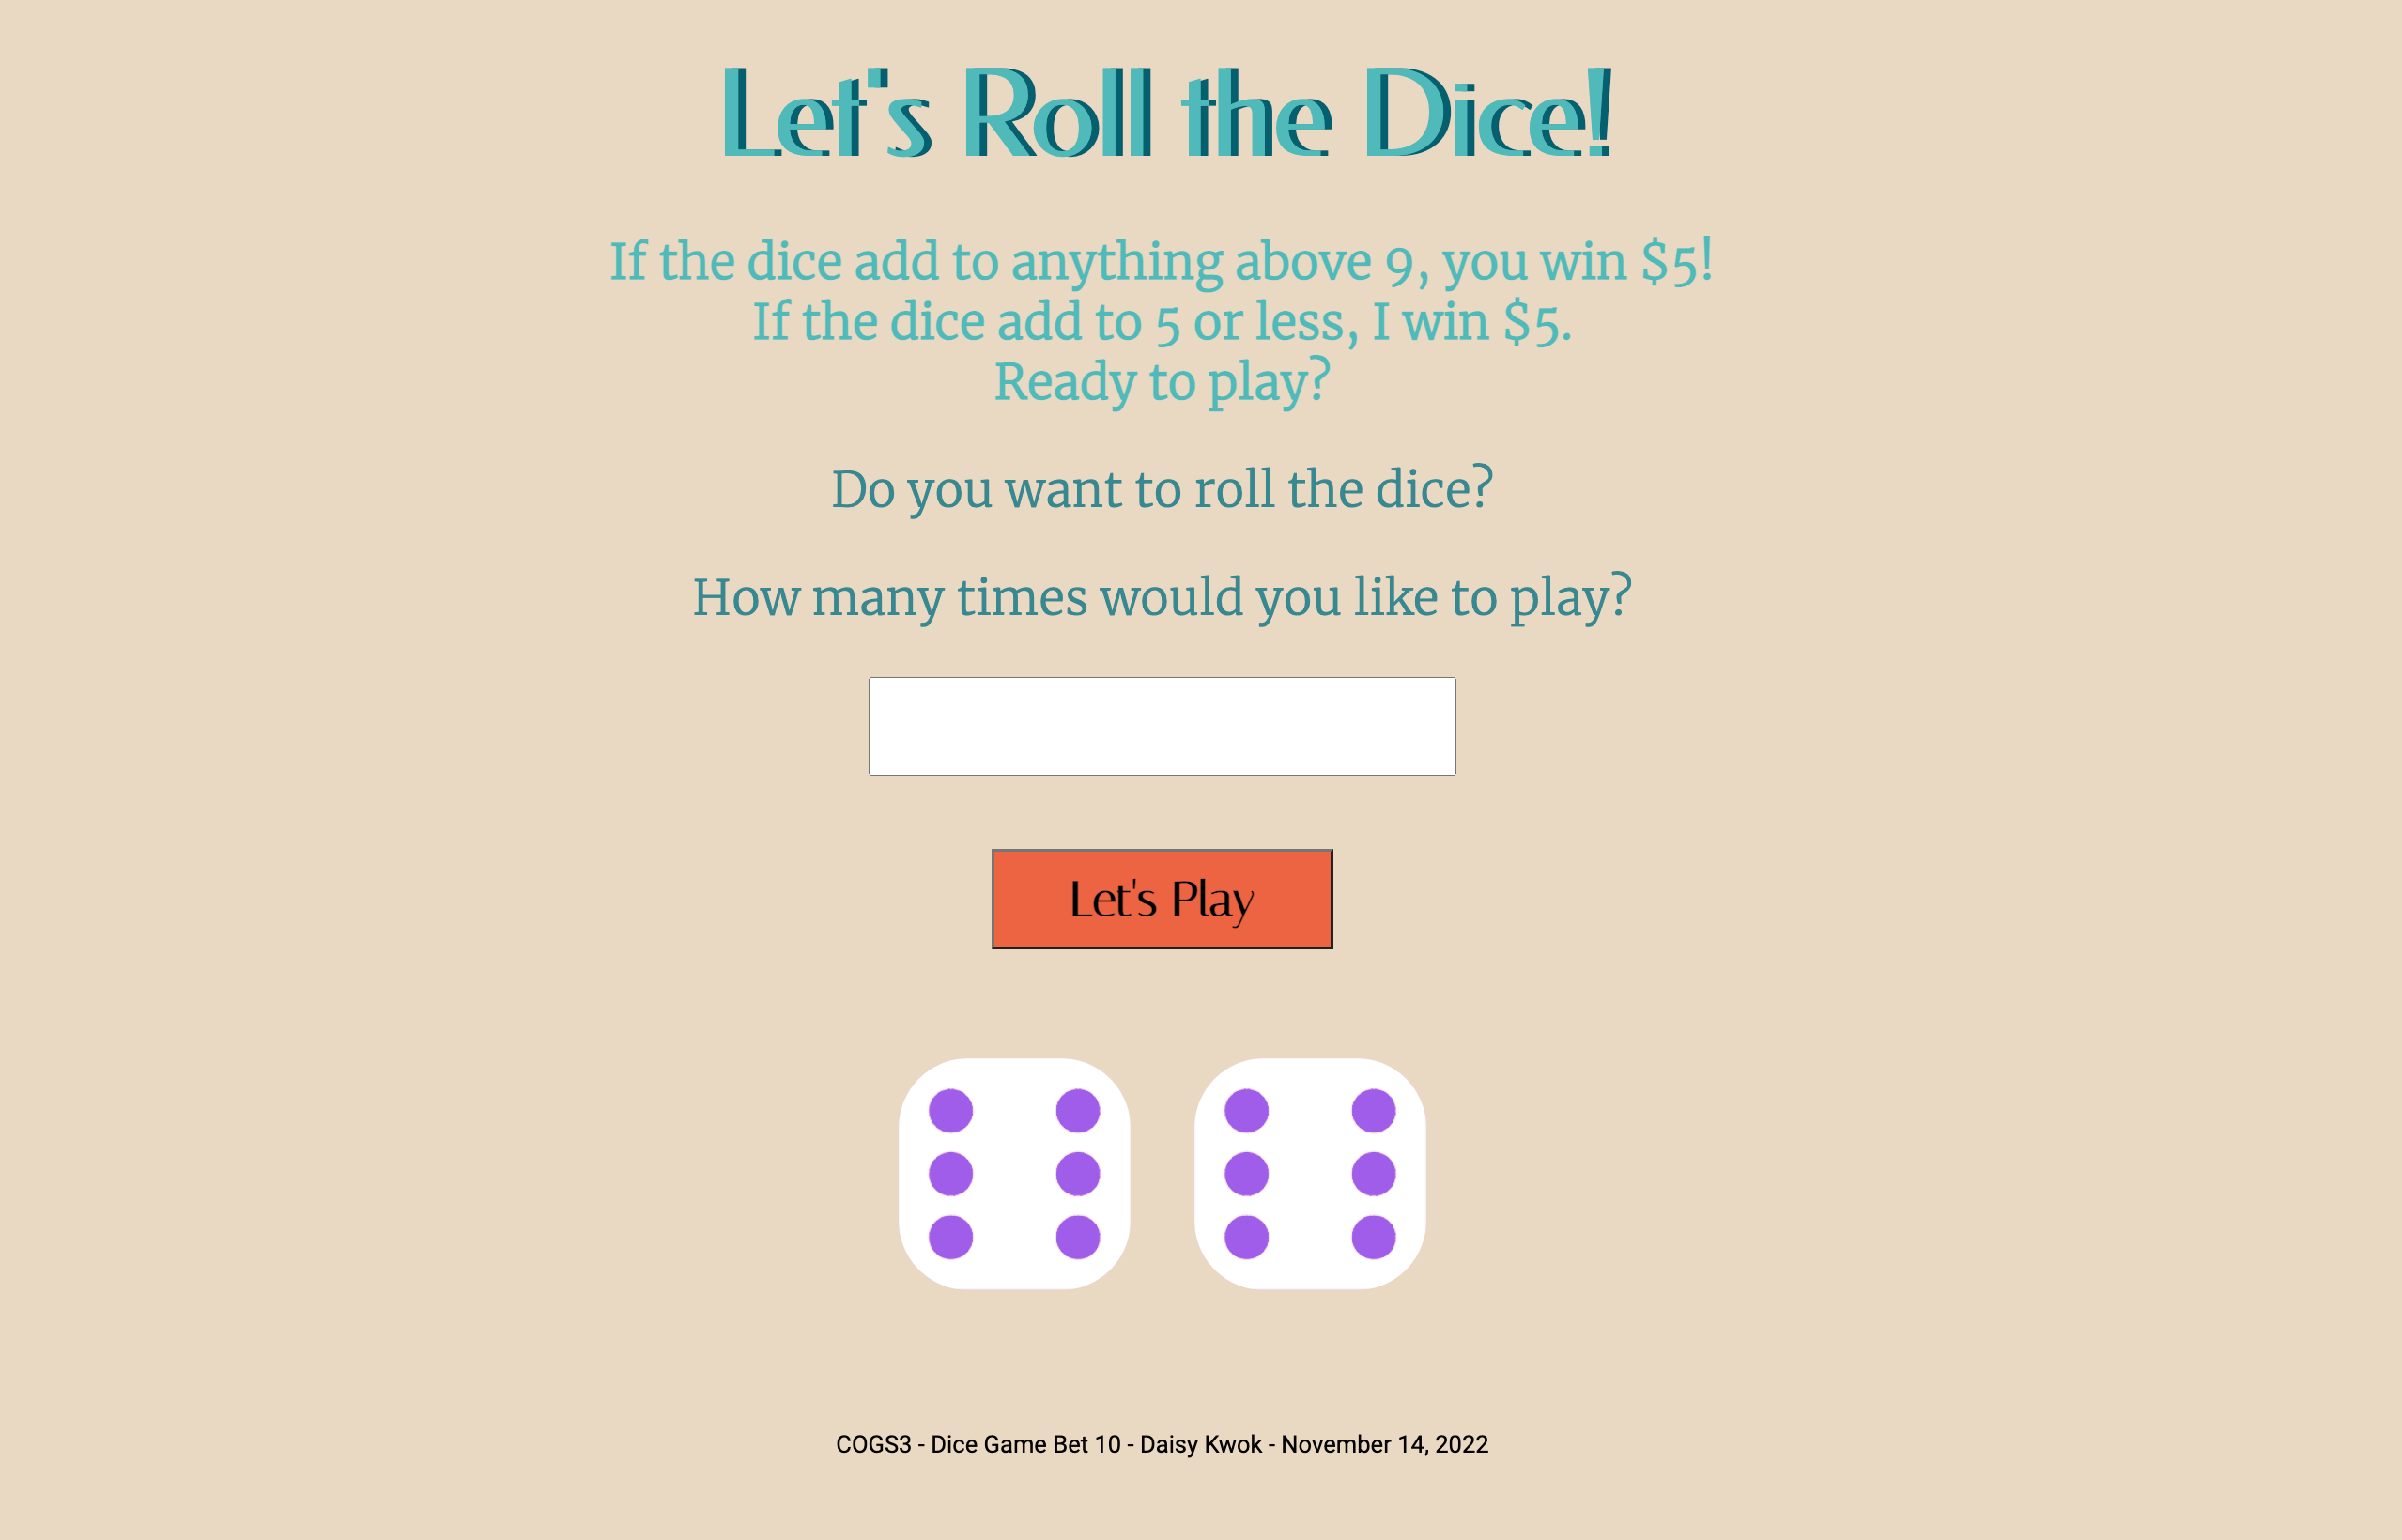 Let's Roll the Dice!
If the dice add to anything above 9, you win $5!
If the dice add to 5 or less, I win $5.
Ready to play?
Do you want to roll the dice?
How many times would you like to play?
Let's Play
COGS3 - Dice Game Bet 10 - Daisy Kwok - November 14, 2022